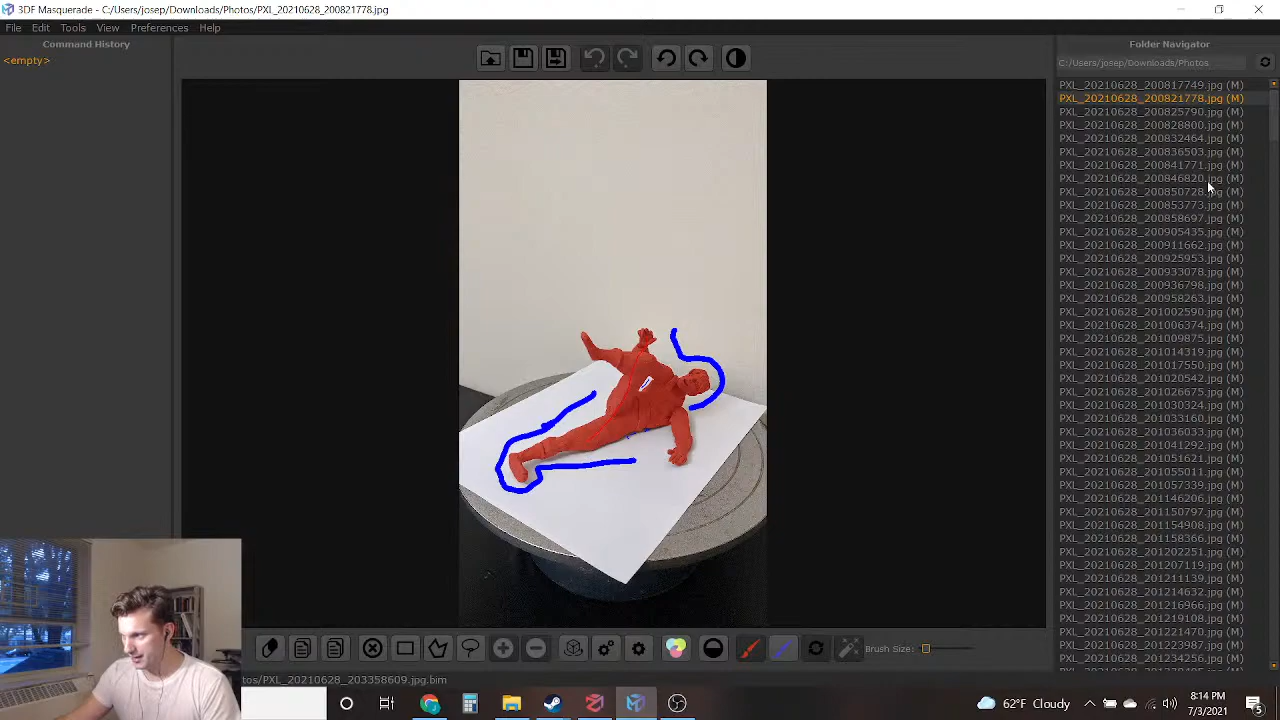 3DF Masquerade - C:/Users/josep/Downloads/Photos/PXL_20210628_200821778.jpg
File Edit Tools View Preferences Help
Command History
Folder Navigator
<empty>
C:/Users/josep/Downloads/Photos
PXL_20210628_200817749.jpg (M)
PXL_20210628_200821778.jpg (M)
PXL_20210628_200825790.jpg (M)
PXL_20210628_200828800.jpg (M)
PXL_20210628_200832464.jpg (M)
PXL_20210628_200836503.jpg (M)
PXL_20210628_200841771.jpg (M)
PXL_20210628_200846820.jpg (M)
PXL_20210628_200850728.jpg (M)
PXL_20210628_200853773.jpg (M)
PXL_20210628_200858697.jpg (M)
PXL_20210628_200905435.jpg (M)
PXL_20210628_200911662.jpg (M)
PXL_20210628_200925953.jpg (M)
PXL_20210628_200933078.jpg (M)
PXL_20210628_200936798.jpg (M)
PXL_20210628_200958263.jpg (M)
PXL_20210628_201002590.jpg (M)
PXL_20210628_201006374.jpg (M)
PXL_20210628_201009875.jpg (M)
PXL_20210628_201014319.jpg (M)
PXL_20210628_201017550.jpg (M)
PXL_20210628_201020542.jpg (M)
PXL_20210628_201026675.jpg (M)
PXL_20210628_201030324.jpg (M)
PXL_20210628_201033160.jpg (M)
PXL_20210628_201036033.jpg (M)
PXL_20210628_201041292.jpg (M)
PXL_20210628_201051621.jpg (M)
PXL_20210628_201055011.jpg (M)
PXL_20210628_201057339.jpg (M)
PXL_20210628_201146206.jpg (M)
PXL_20210628_201150797.jpg (M)
PXL_20210628_201154908.jpg (M)
PXL_20210628_201158366.jpg (M)
PXL_20210628_201202251.jpg (M)
PXL_20210628_201207119.jpg (M)
PXL_20210628_201211139.jpg (M)
PXL_20210628_201214632.jpg (M)
PXL_20210628_201216966.jpg (M)
PXL_20210628_201219108.jpg (M)
PXL_20210628_201221470.jpg (M)
PXL_20210628_201223987.jpg (M)
PXL_20210628_201234256.jpg (M)
Brush Size:
tos/PXL_20210628_203358609.jpg.bim
62°F Cloudy
8:14 PM
7/3/2021
5